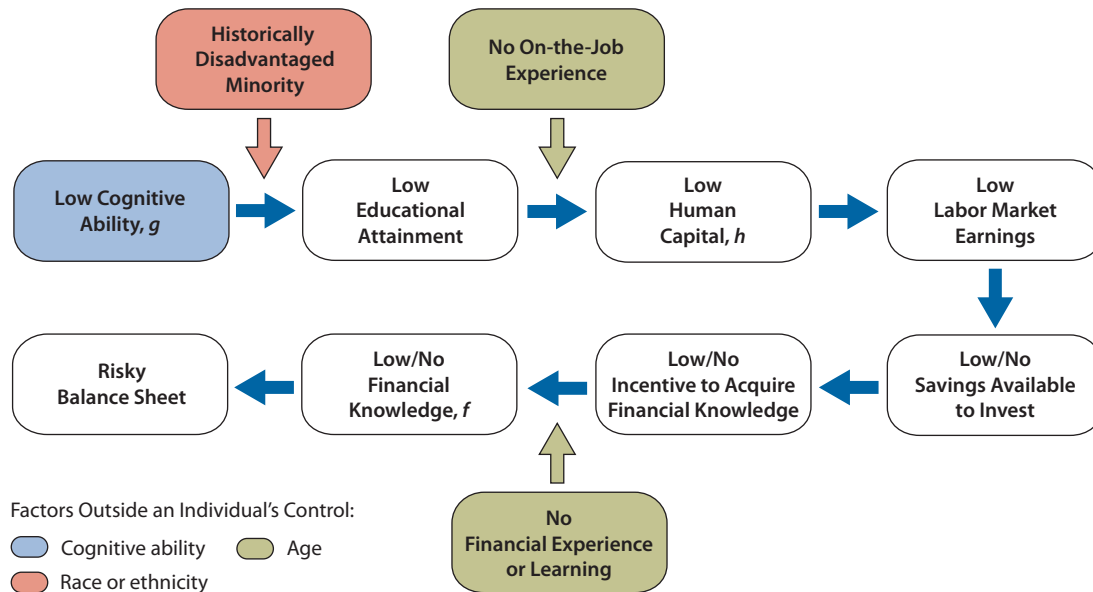 Historically
Disadvantaged
Minority
No On-the-Job
Experience
Low Cognitive
Ability, g
Low
Educational
Attainment
Low
Human
Capital, h
Low
Labor Market
Earnings
Risky
Balance Sheet
Low/No
Financial
Knowledge, f
Low/No
Incentive to Acquire
Financial Knowledge
Low/No
Savings Available
to Invest
No
Financial Experience
or Learning
Factors Outside an Individual’s Control:
Cognitive ability
Age
Race or ethnicity